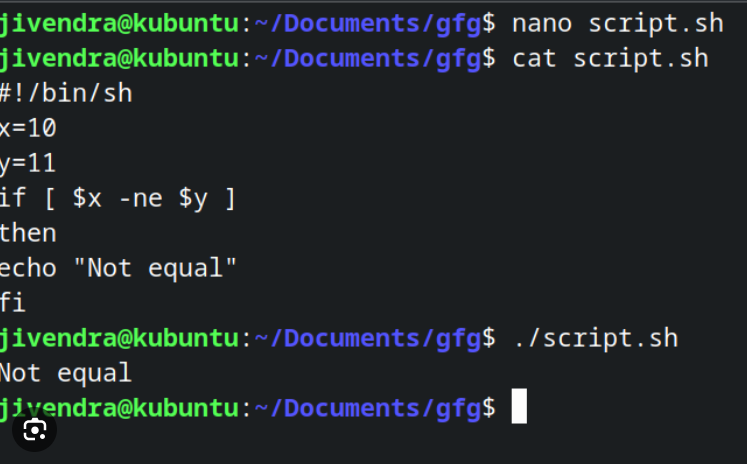 jivendra@kubuntu:~/Documents/gfg$ nano script.sh
jivendra@kubuntu:~/Documents/gfg$ cat script.sh
#!/bin/sh
x=10
y=11
if [ $x -ne $y ]
then
echo "Not equal"
fi
jivendra@kubuntu:~/Documents/gfg$ ./script.sh
Not equal
jivendra@kubuntu:~/Documents/gfg$